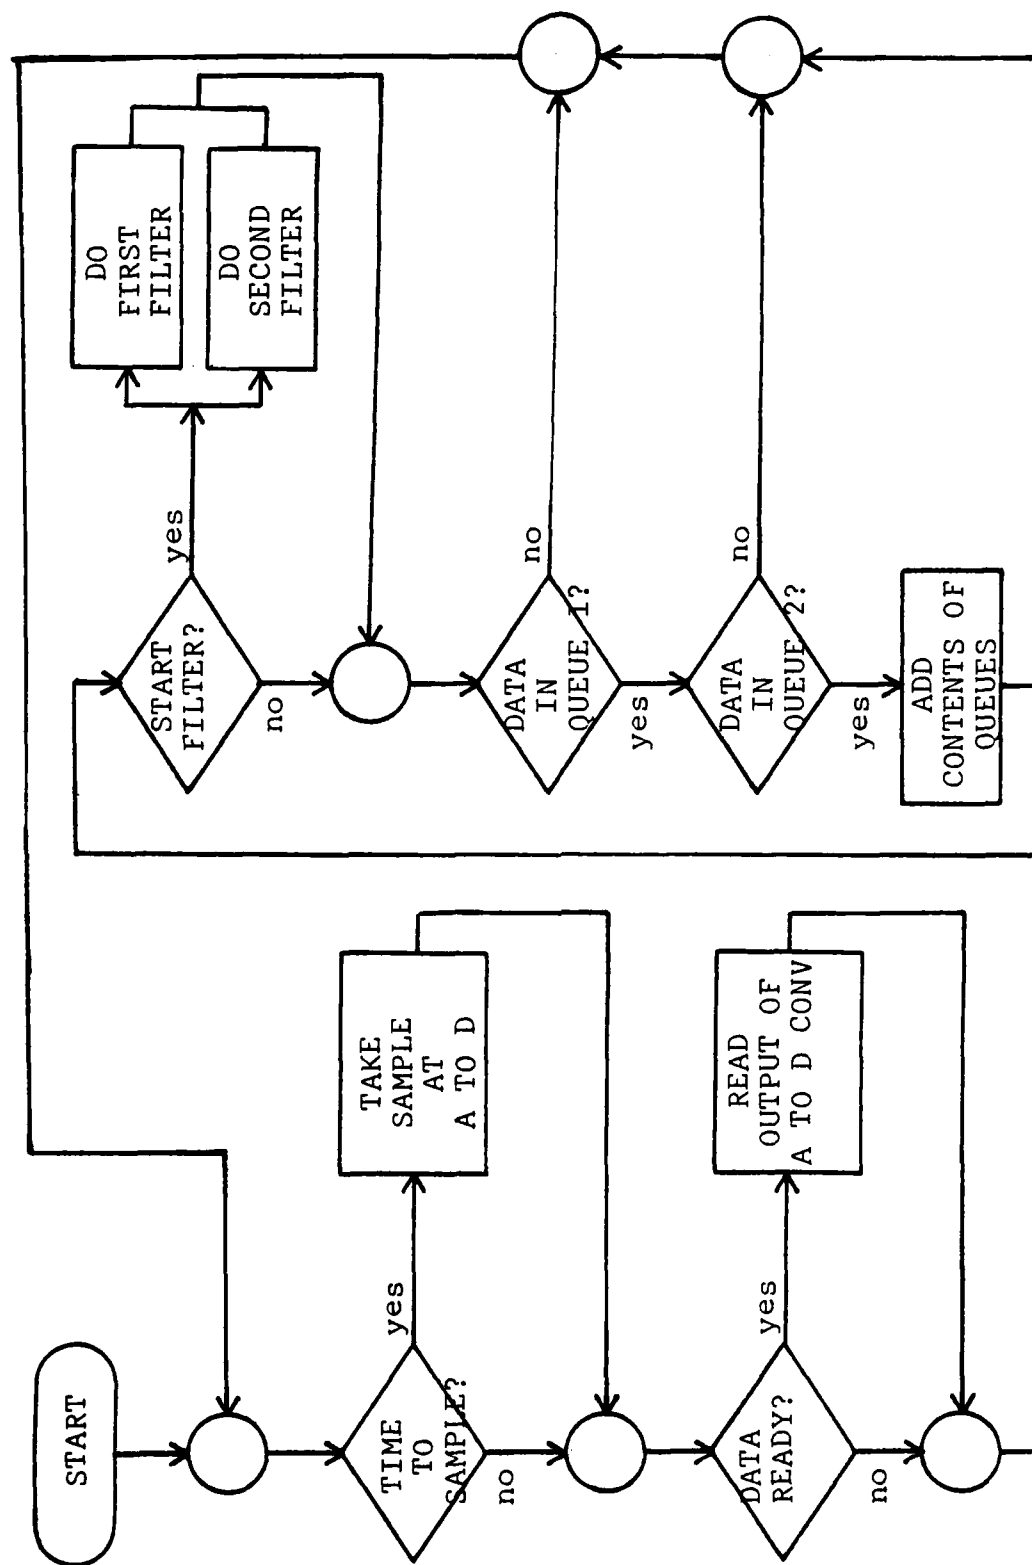 START
TIME
TO
SAMPLE?
yes
no
TAKE
SAMPLE
AT
A TO D
DATA
READY?
yes
no
READ
OUTPUT OF
A TO D CONV
START
FILTER?
yes
no
DO
FIRST
FILTER
DO
SECOND
FILTER
DATA
IN
QUEUE 1?
no
yes
DATA
IN
QUEUE 2?
no
yes
ADD
CONTENTS OF
QUEUES